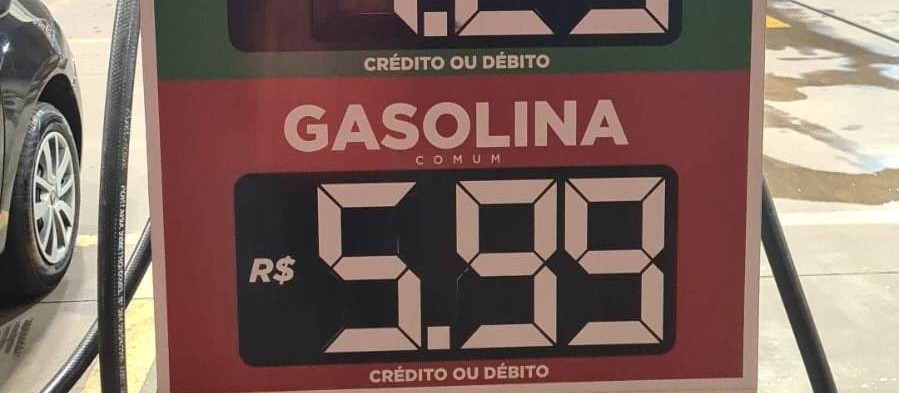 CRÉDITO OU DÉBITO
GASOLINA
COMUM
R$ 5.99
CRÉDITO OU DÉBITO